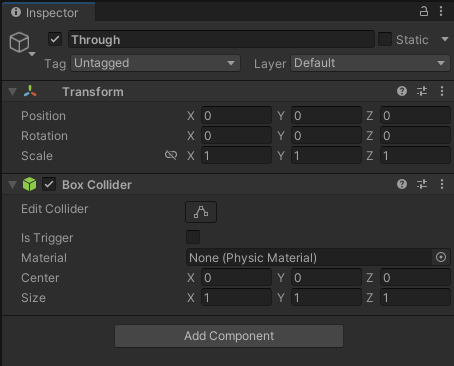 Inspector
Through Static
Tag Untagged Layer Default
Transform
Position X 0 Y 0 Z 0
Rotation X 0 Y 0 Z 0
Scale X 1 Y 1 Z 1
Box Collider
Edit Collider
Is Trigger
Material None (Physic Material)
Center X 0 Y 0 Z 0
Size X 1 Y 1 Z 1
Add Component